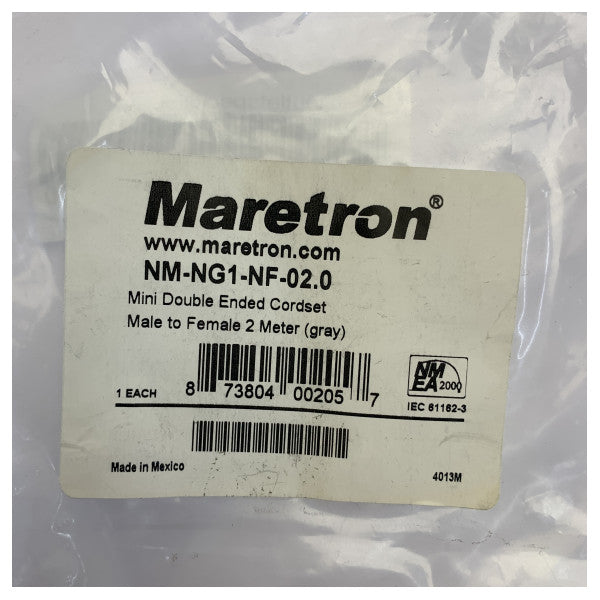 Maretron®
www.maretron.com
NM-NG1-NF-02.0
Mini Double Ended Cordset
Male to Female 2 Meter (gray)
1 EACH
8 73804 00205 7
NMEA 2000
IEC 61162-3
Made in Mexico
4013M